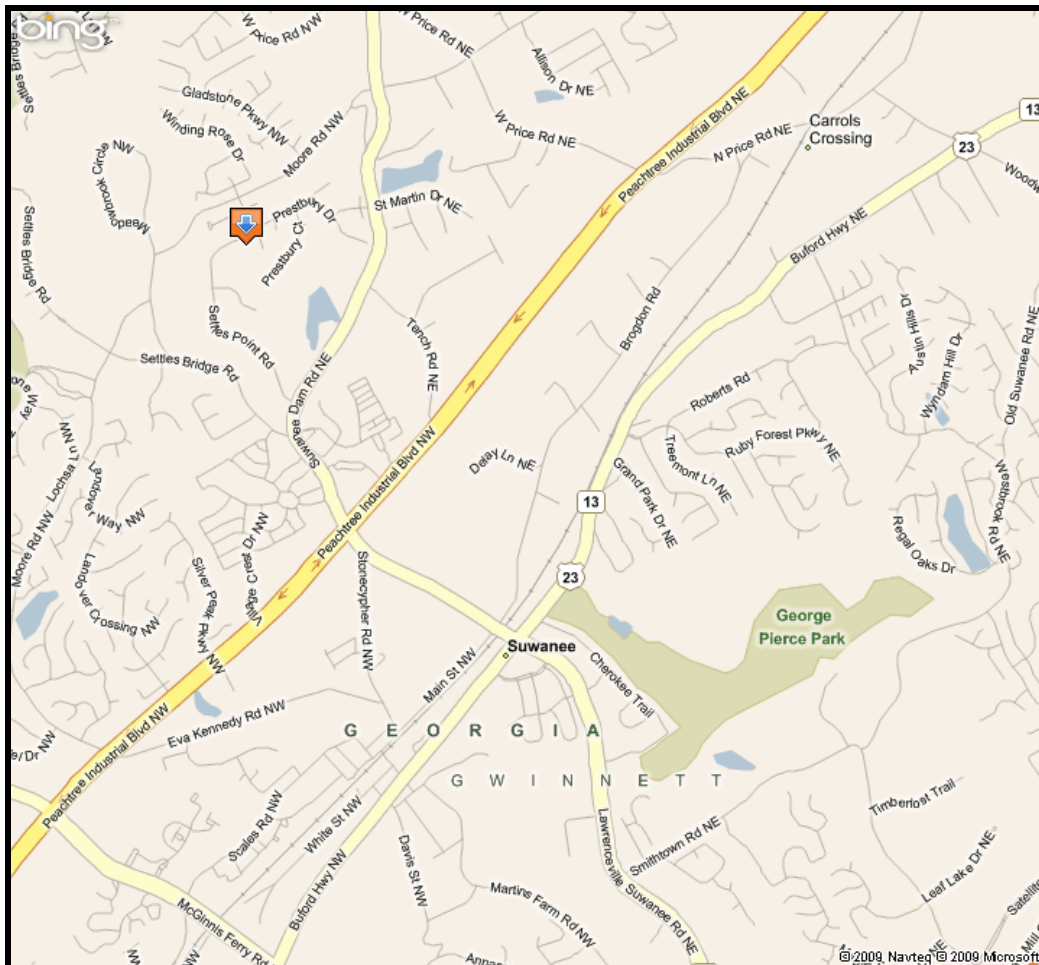 bing
W Price Rd NW
W Price Rd NE
Allison Dr NE
Settles Bridge
Gladstone Pkwy NW
Winding Rose Dr
Moore Rd NW
W Price Rd NE
Peachtree Industrial Blvd NE
N Price Rd NE
Carrols
Crossing
13
23
Woodw
Meadowbrook Circle NW
Prestbury Dr
St Martin Dr NE
Prestbury Ct
Buford Hwy NE
Settles Bridge Rd
Settles Point Rd
Settles Bridge Rd
Tench Rd NE
Brogdon Rd
Austin Hills Dr
Wyndam Hill Dr
Old Suwanee Rd NE
Suwanee Dam Rd NE
Roberts Rd
Ruby Forest Pkwy NE
Treemont Ln NE
Lochsa Ln NW
Landover Way NW
Moore Rd NW
Peachtree Industrial Blvd NW
Delay Ln NE
Grand Park Dr NE
13
Westbrook Rd NE
Regal Oaks Dr
Landover Crossing NW
Silver Peak Pkwy NW
Village Crest Dr NW
Stonecypher Rd NW
23
George
Pierce Park
Suwanee
Main St NW
Cherokee Trail
Eva Kennedy Rd NW
Peachtree Industrial Blvd NW
GEORGIA
GWINNETT
Scales Rd NW
White St NW
Buford Hwy NW
Davis St NW
Lawrenceville Suwanee Rd NE
Smithtown Rd NE
Timberlost Trail
Leaf Lake Dr NE
Satellite
McGinnis Ferry Rd
Martins Farm Rd NW
© 2009 Navteq © 2009 Microsoft